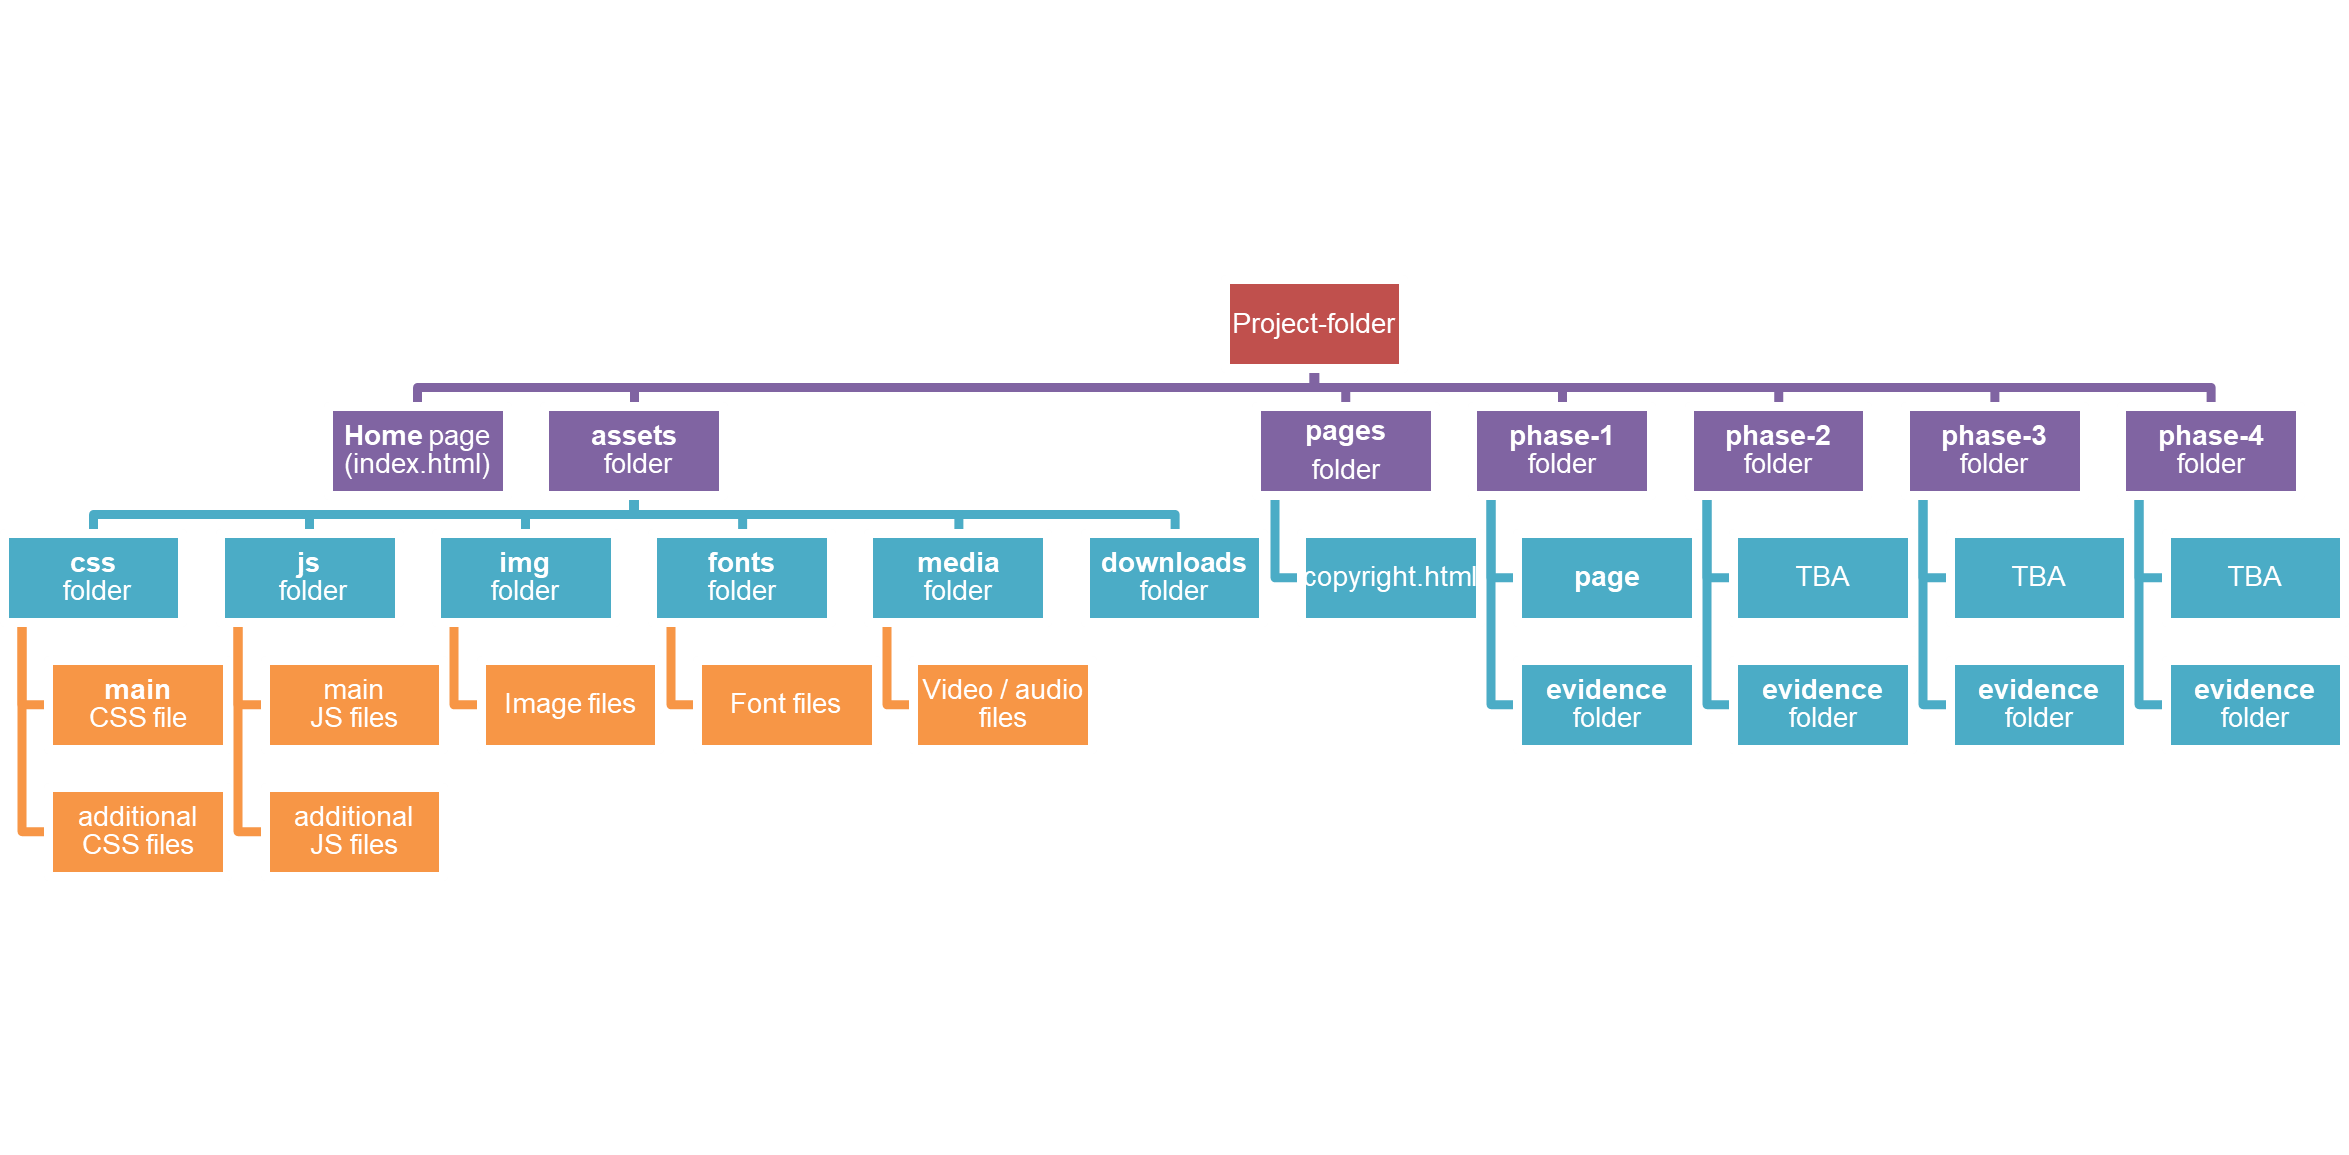 Project-folder
Home page
(index.html)
assets
folder
pages
folder
phase-1
folder
phase-2
folder
phase-3
folder
phase-4
folder
css
folder
js
folder
img
folder
fonts
folder
media
folder
downloads
folder
copyright.html
page
TBA
TBA
TBA
main
CSS file
main
JS files
Image files
Font files
Video / audio
files
evidence
folder
evidence
folder
evidence
folder
evidence
folder
additional
CSS files
additional
JS files